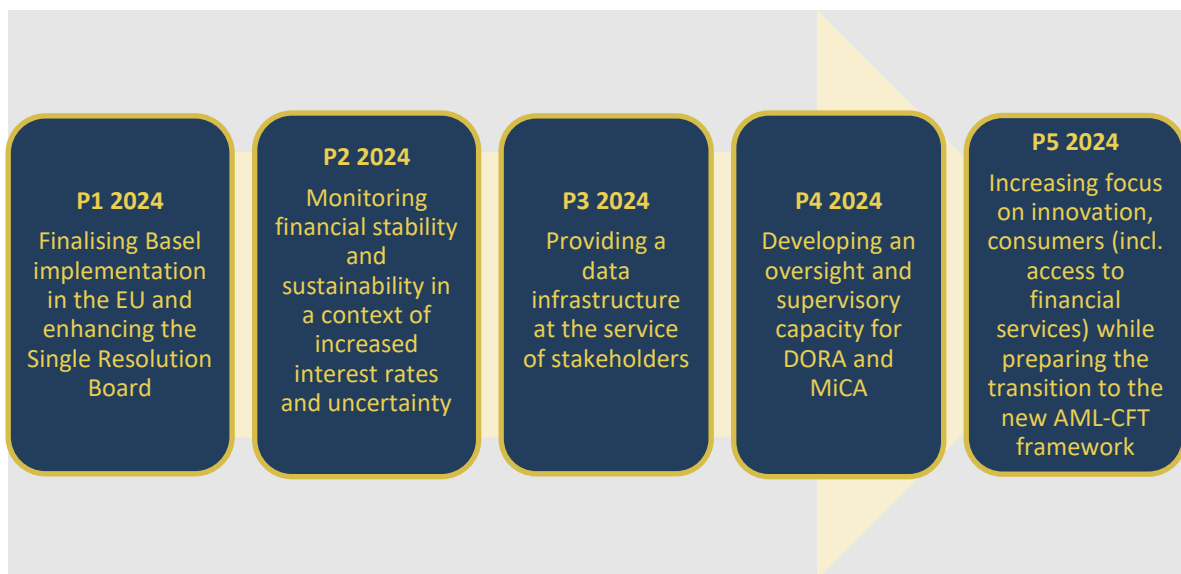 P1 2024
Finalising Basel
implementation
in the EU and
enhancing the
Single Resolution
Board
P2 2024
Monitoring
financial stability
and
sustainability in
a context of
increased
interest rates
and uncertainty
P3 2024
Providing a
data
infrastructure
at the service
of stakeholders
P4 2024
Developing an
oversight and
supervisory
capacity for
DORA and
MiCA
P5 2024
Increasing focus
on innovation,
consumers (incl.
access to
financial
services) while
preparing the
transition to the
new AML-CFT
framework